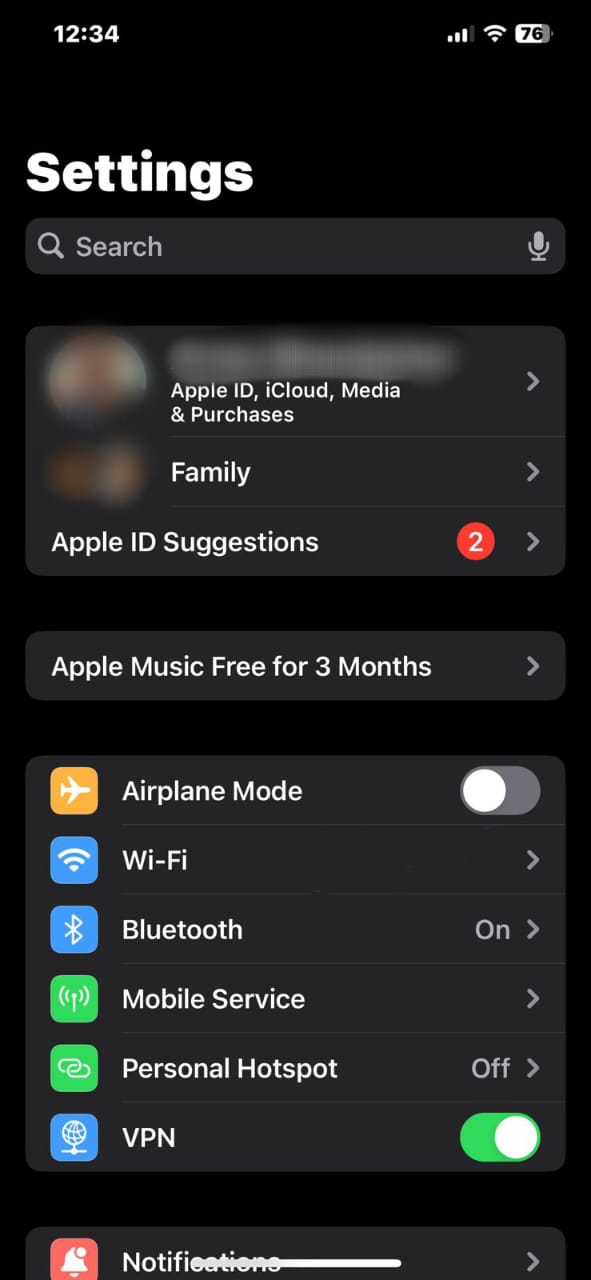 12:34
76
Settings
Search
Apple ID, iCloud, Media
& Purchases
Family
Apple ID Suggestions
2
Apple Music Free for 3 Months
Airplane Mode
Wi-Fi
Bluetooth
On
Mobile Service
Personal Hotspot
Off
VPN
Notifications